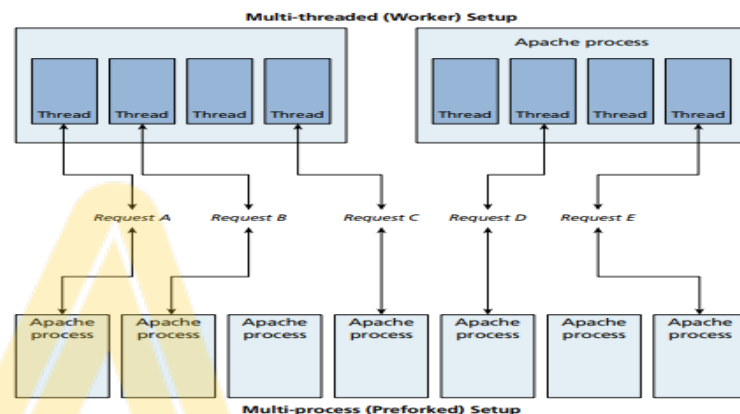 Multi-threaded (Worker) Setup
Apache process
Thread Thread Thread Thread Thread Thread Thread Thread
Request A Request B Request C Request D Request E
Apache process
Apache process
Apache process
Apache process
Apache process
Apache process
Apache process
Multi-process (Preforked) Setup